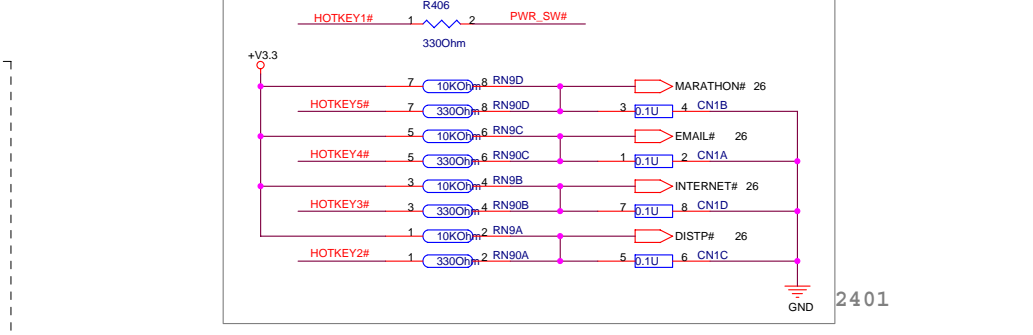 R406
HOTKEY1# 1 2 PWR_SW#
330Ohm
+V3.3
7 10KOhm 8 RN9D MARATHON# 26
HOTKEY5# 7 330Ohm 8 RN90D 3 0.1U 4 CN1B
5 10KOhm 6 RN9C EMAIL# 26
HOTKEY4# 5 330Ohm 6 RN90C 1 0.1U 2 CN1A
3 10KOhm 4 RN9B INTERNET# 26
HOTKEY3# 3 330Ohm 4 RN90B 7 0.1U 8 CN1D
1 10KOhm 2 RN9A DISTP# 26
HOTKEY2# 1 330Ohm 2 RN90A 5 0.1U 6 CN1C
GND
2401